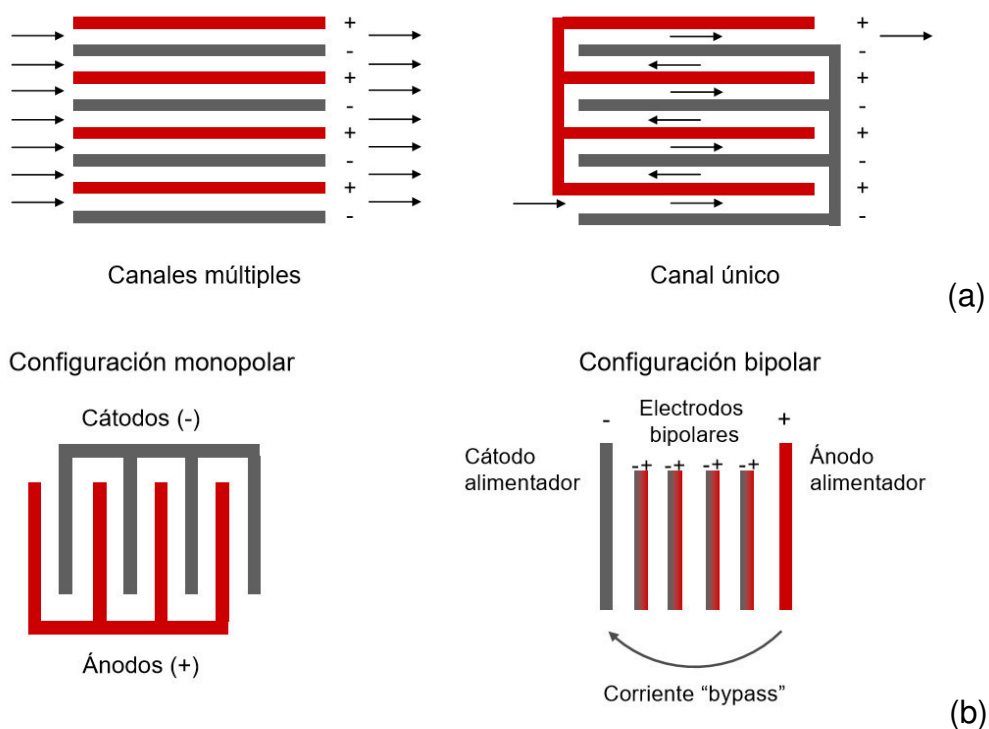 +
-
+
-
+
-
+
-
+
-
+
-
+
-
+
-
Canales múltiples
Canal único
(a)
Configuración monopolar
Configuración bipolar
Cátodos (-)
Ánodos (+)
-
Electrodos
bipolares
+
Cátodo
alimentador
-+ -+ -+ -+
Ánodo
alimentador
Corriente “bypass”
(b)